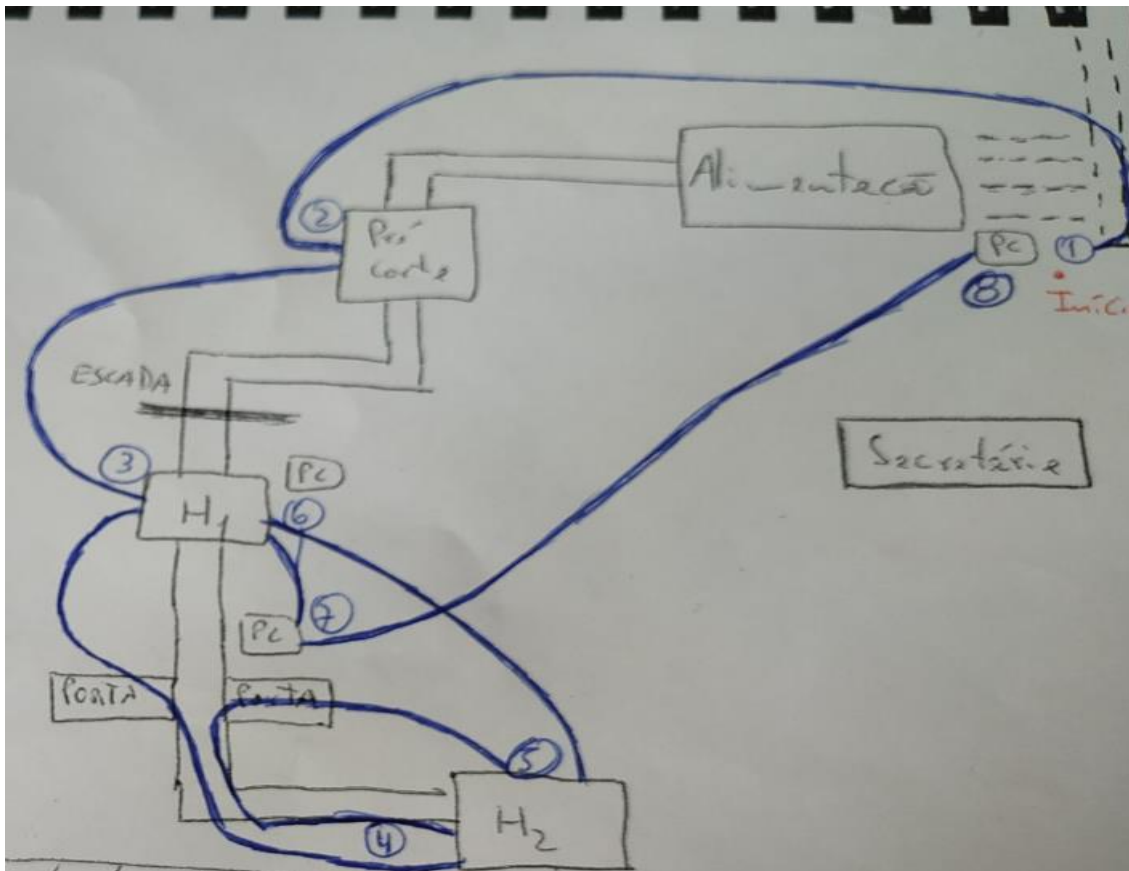 Alimentação
2
Pré
corte
PC
1
8
Iníc
ESCADA
Secretária
3
PC
H1
6
7
PC
PORTA
PORTA
5
H2
4